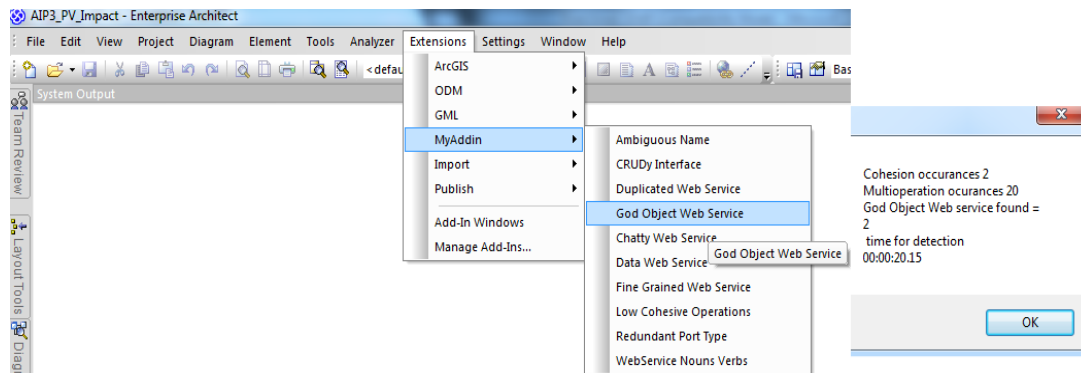 AIP3_PV_Impact - Enterprise Architect
File Edit View Project Diagram Element Tools Analyzer Extensions Settings Window Help
<defau
A
Bas
System Output
Team Review
Layout Tools
Diagr
ArcGIS
ODM
GML
MyAddin
Import
Publish
Add-In Windows
Manage Add-Ins...
Ambiguous Name
CRUDy Interface
Duplicated Web Service
God Object Web Service
Chatty Web Service
Data Web Service
God Object Web Service
Fine Grained Web Service
Low Cohesive Operations
Redundant Port Type
WebService Nouns Verbs
Cohesion occurances 2
Multioperation ocurances 20
God Object Web service found =
2
time for detection
00:00:20.15
OK